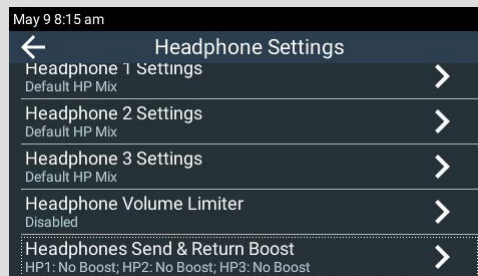 May 9 8:15 am
Headphone Settings
Headphone 1 Settings
Default HP Mix
Headphone 2 Settings
Default HP Mix
Headphone 3 Settings
Default HP Mix
Headphone Volume Limiter
Disabled
Headphones Send & Return Boost
HP1: No Boost; HP2: No Boost; HP3: No Boost